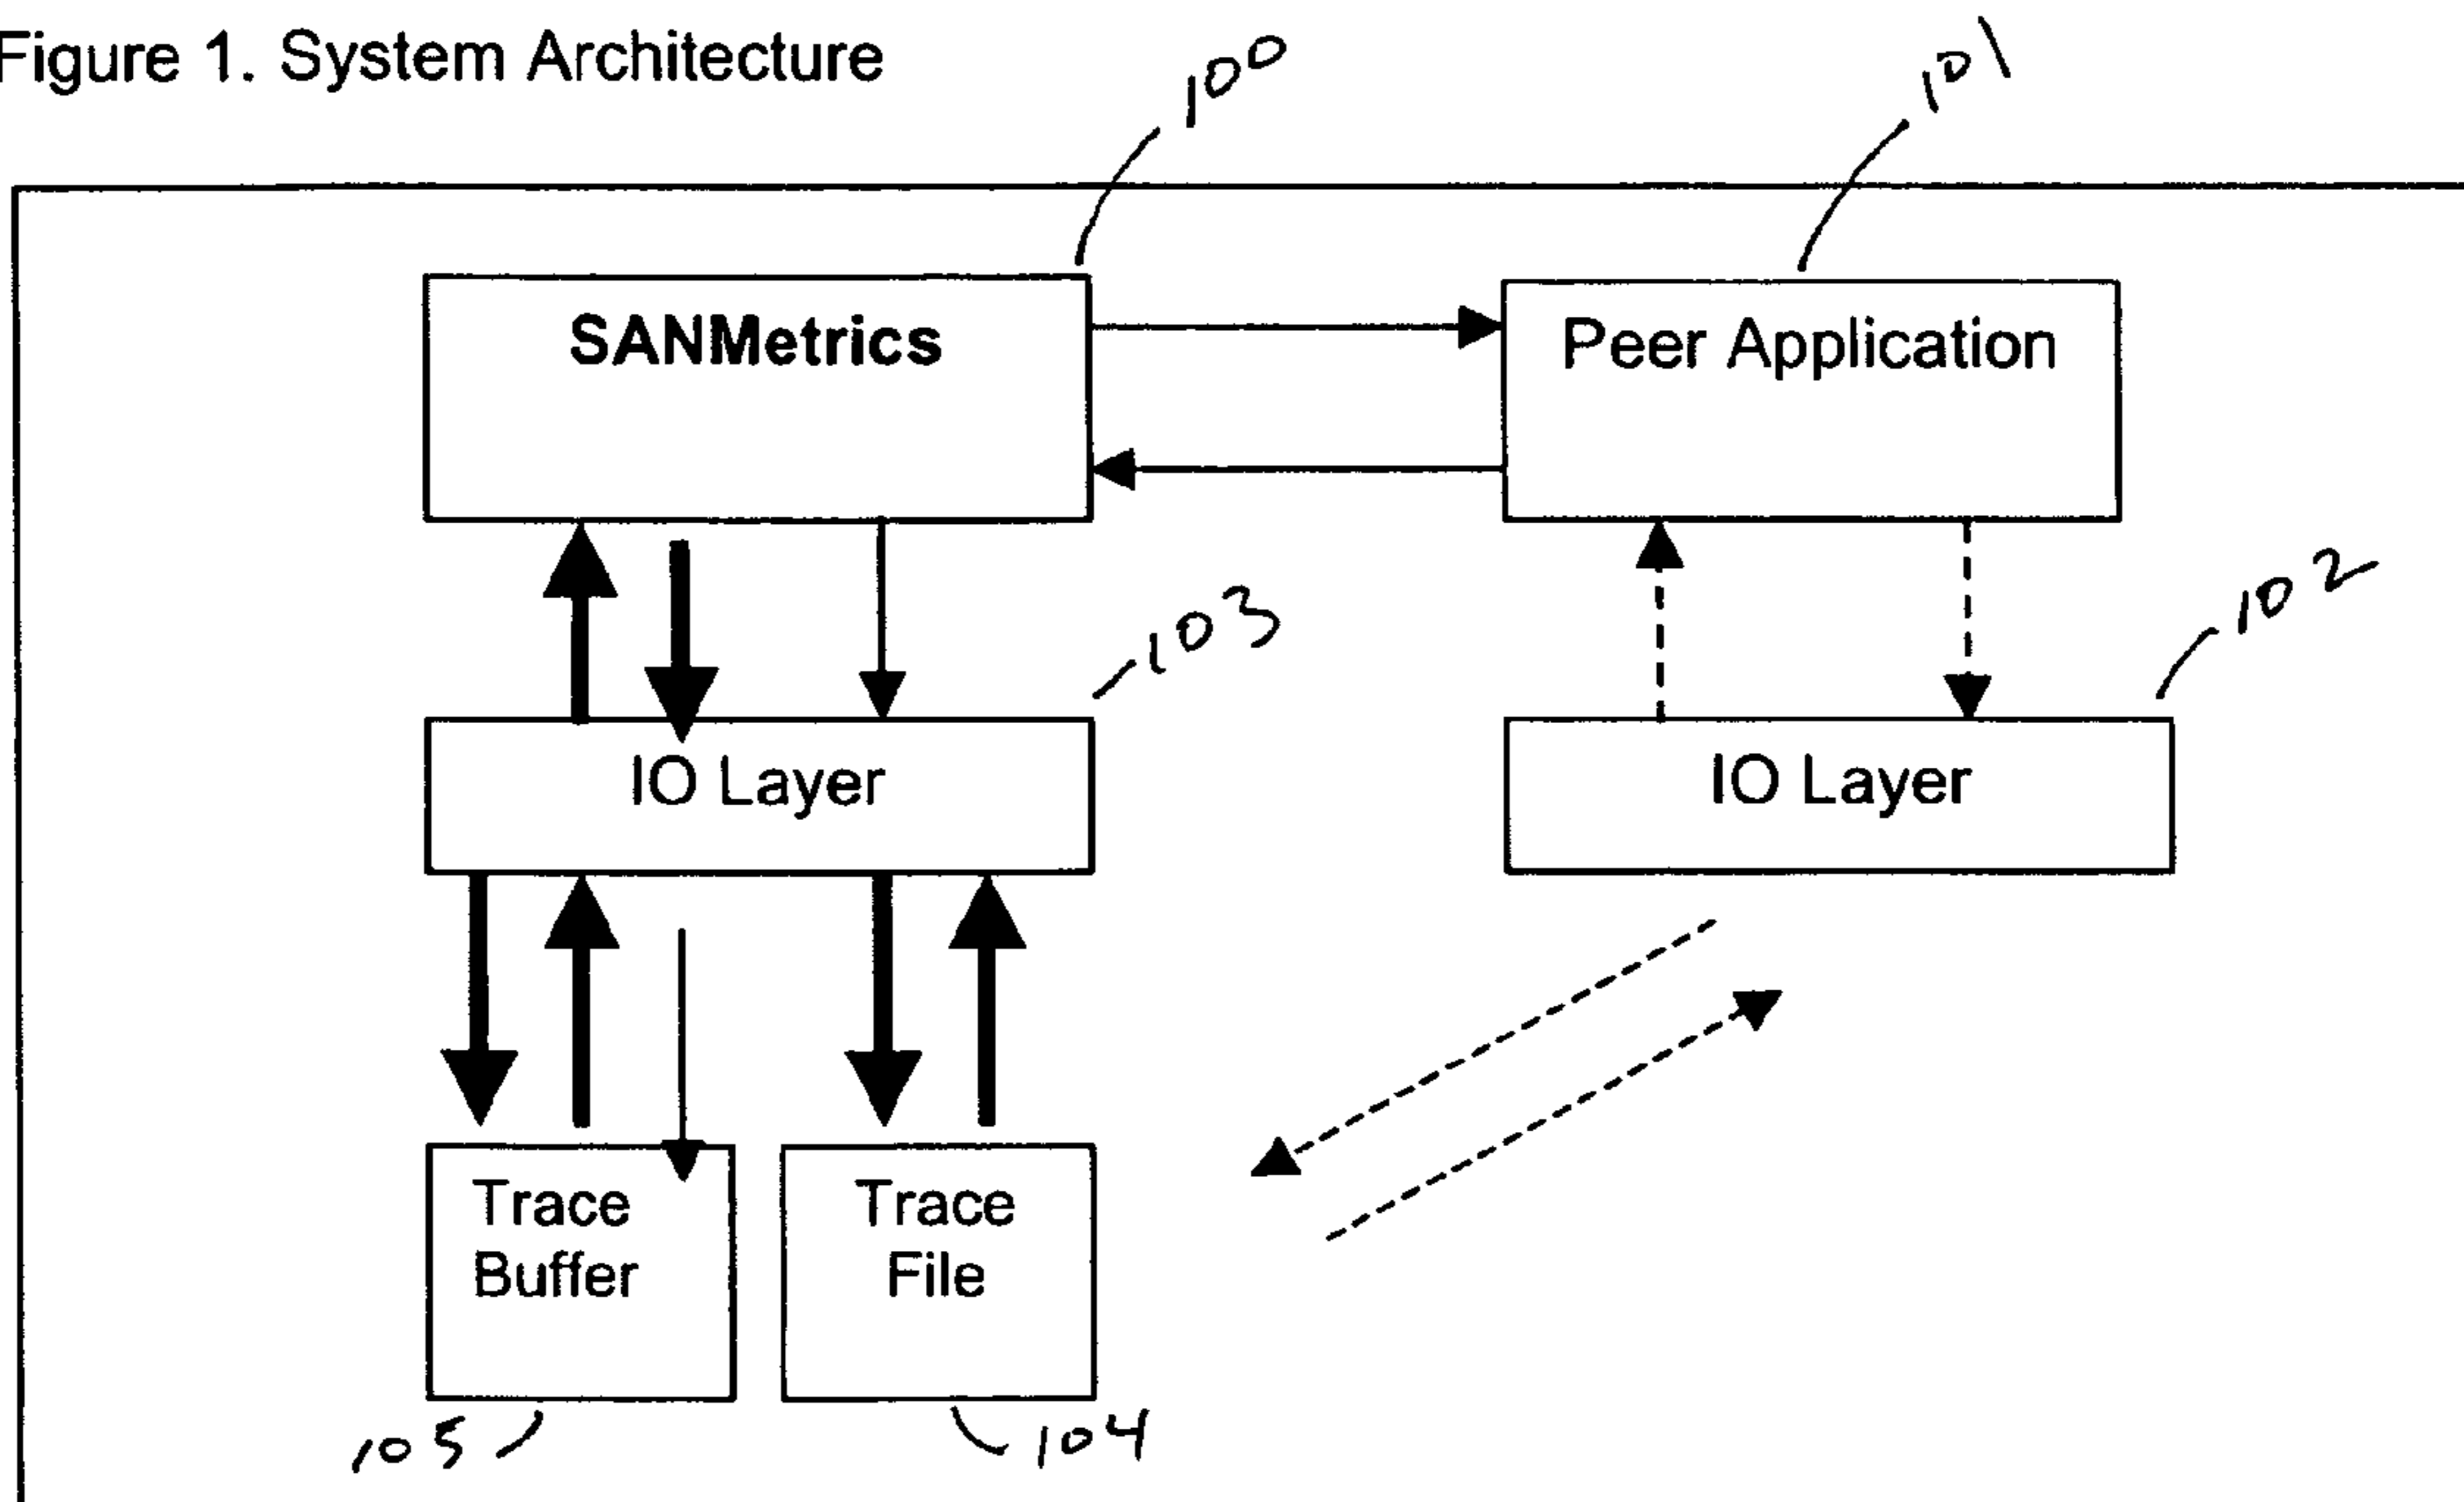 Figure 1. System Architecture
100
101
SANMetrics
Peer Application
103
102
IO Layer
IO Layer
Trace
Buffer
Trace
File
105
104